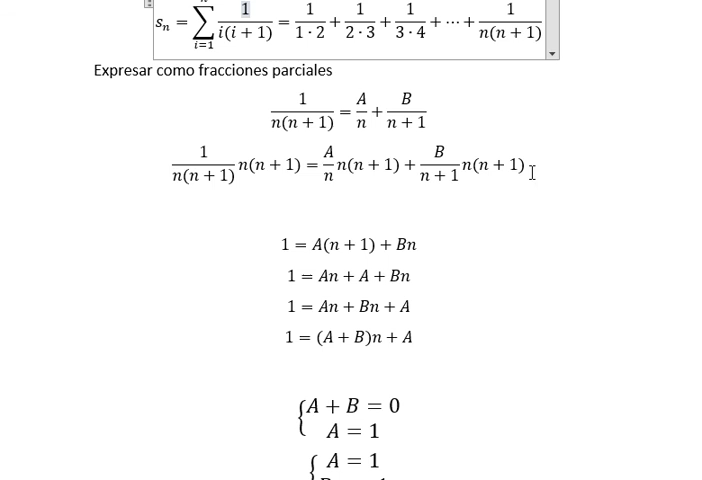 sₙ = ∑ i=1 1/(i(i + 1)) = 1/(1 · 2) + 1/(2 · 3) + 1/(3 · 4) + ⋯ + 1/(n(n + 1))
Expresar como fracciones parciales
1/(n(n + 1)) = A/n + B/(n + 1)
1/(n(n + 1)) n(n + 1) = A/n n(n + 1) + B/(n + 1) n(n + 1)
1 = A(n + 1) + Bn
1 = An + A + Bn
1 = An + Bn + A
1 = (A + B)n + A
{A + B = 0
A = 1
{ A = 1